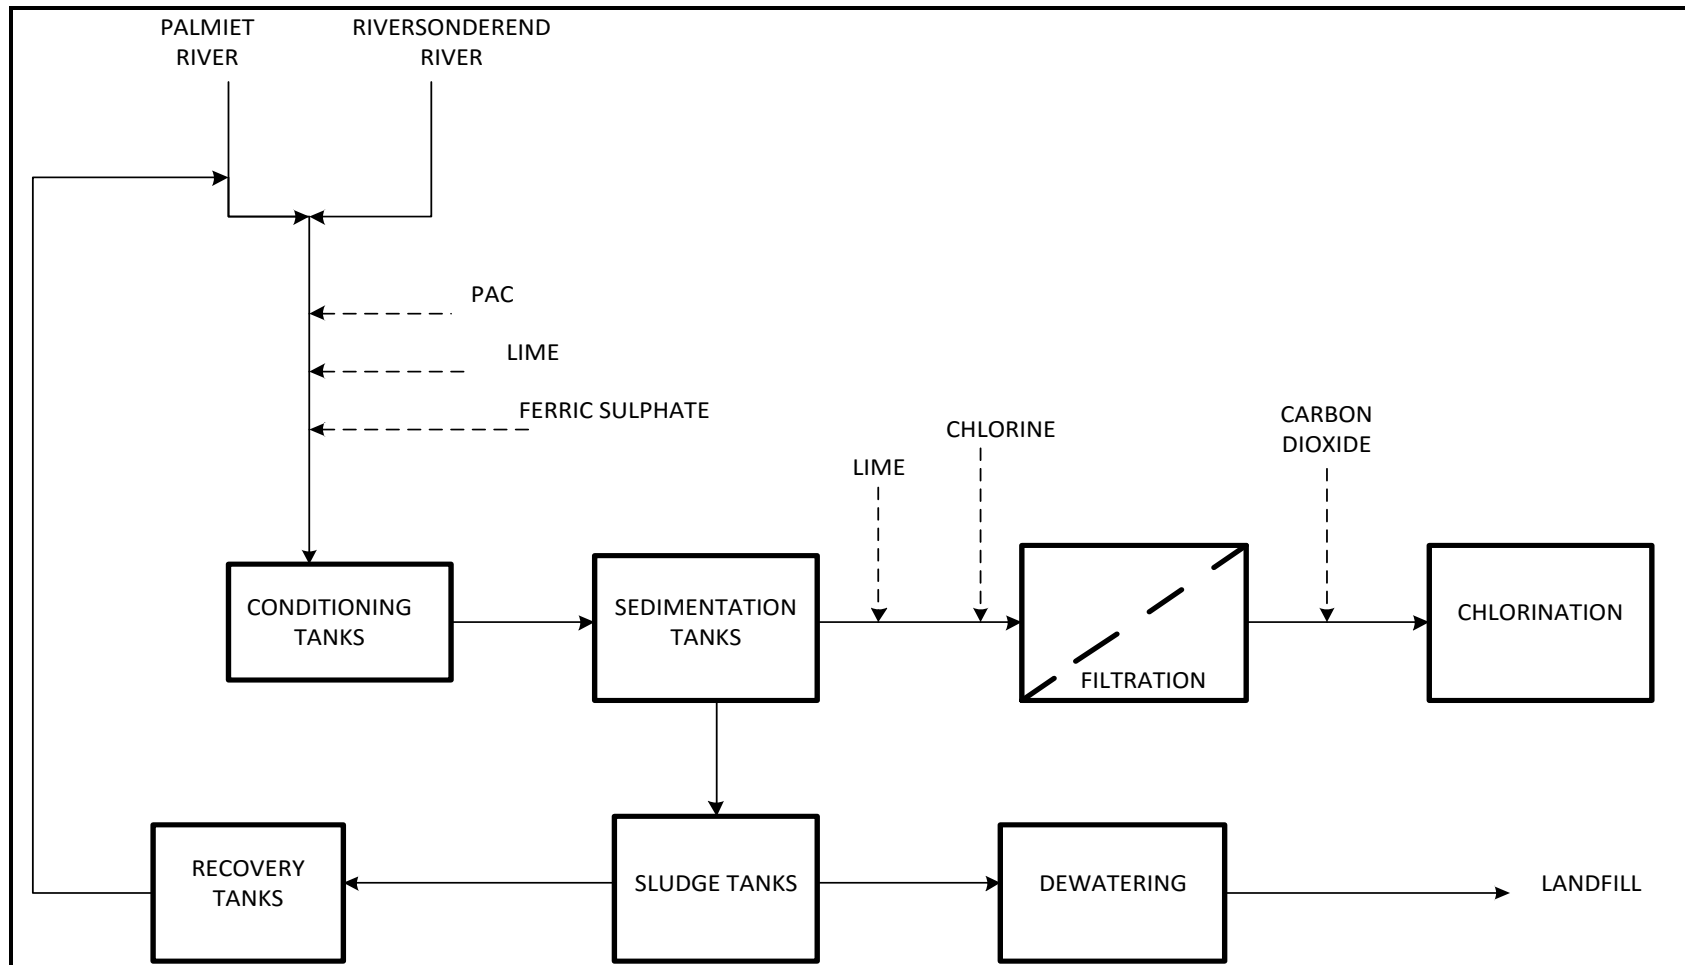 PALMIET
RIVER
RIVERSONDEREND
RIVER
PAC
LIME
FERRIC SULPHATE
CHLORINE
LIME
CARBON
DIOXIDE
CONDITIONING
TANKS
SEDIMENTATION
TANKS
FILTRATION
CHLORINATION
RECOVERY
TANKS
SLUDGE TANKS
DEWATERING
LANDFILL